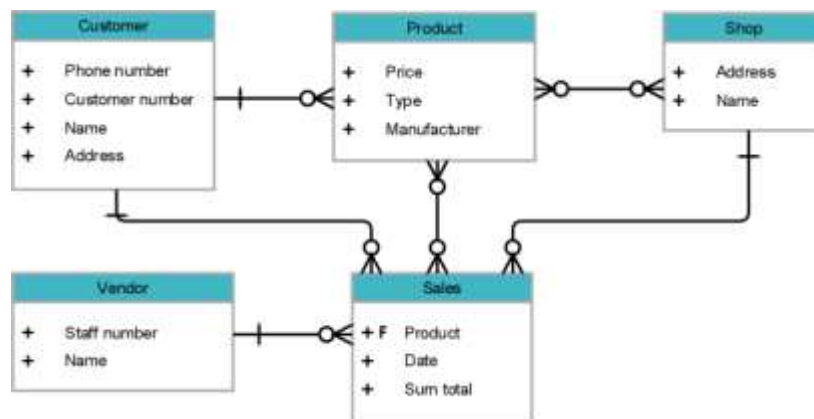 Customer
+ Phone number
+ Customer number
+ Name
+ Address
Product
+ Price
+ Type
+ Manufacturer
Shop
+ Address
+ Name
Vendor
+ Staff number
+ Name
Sales
+ F Product
+ Date
+ Sum total